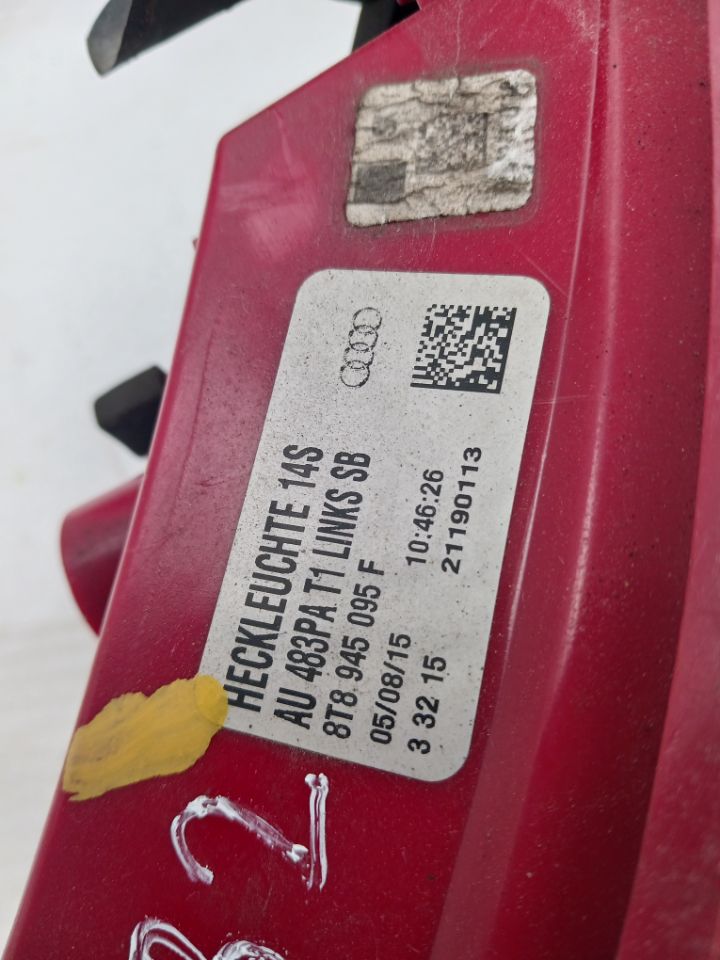 HECKLEUCHTE 14S
AU 483PA T1 LINKS SB
8T8 945 095 F
05/08/15 10:46:26
3 32 15 21190113
2